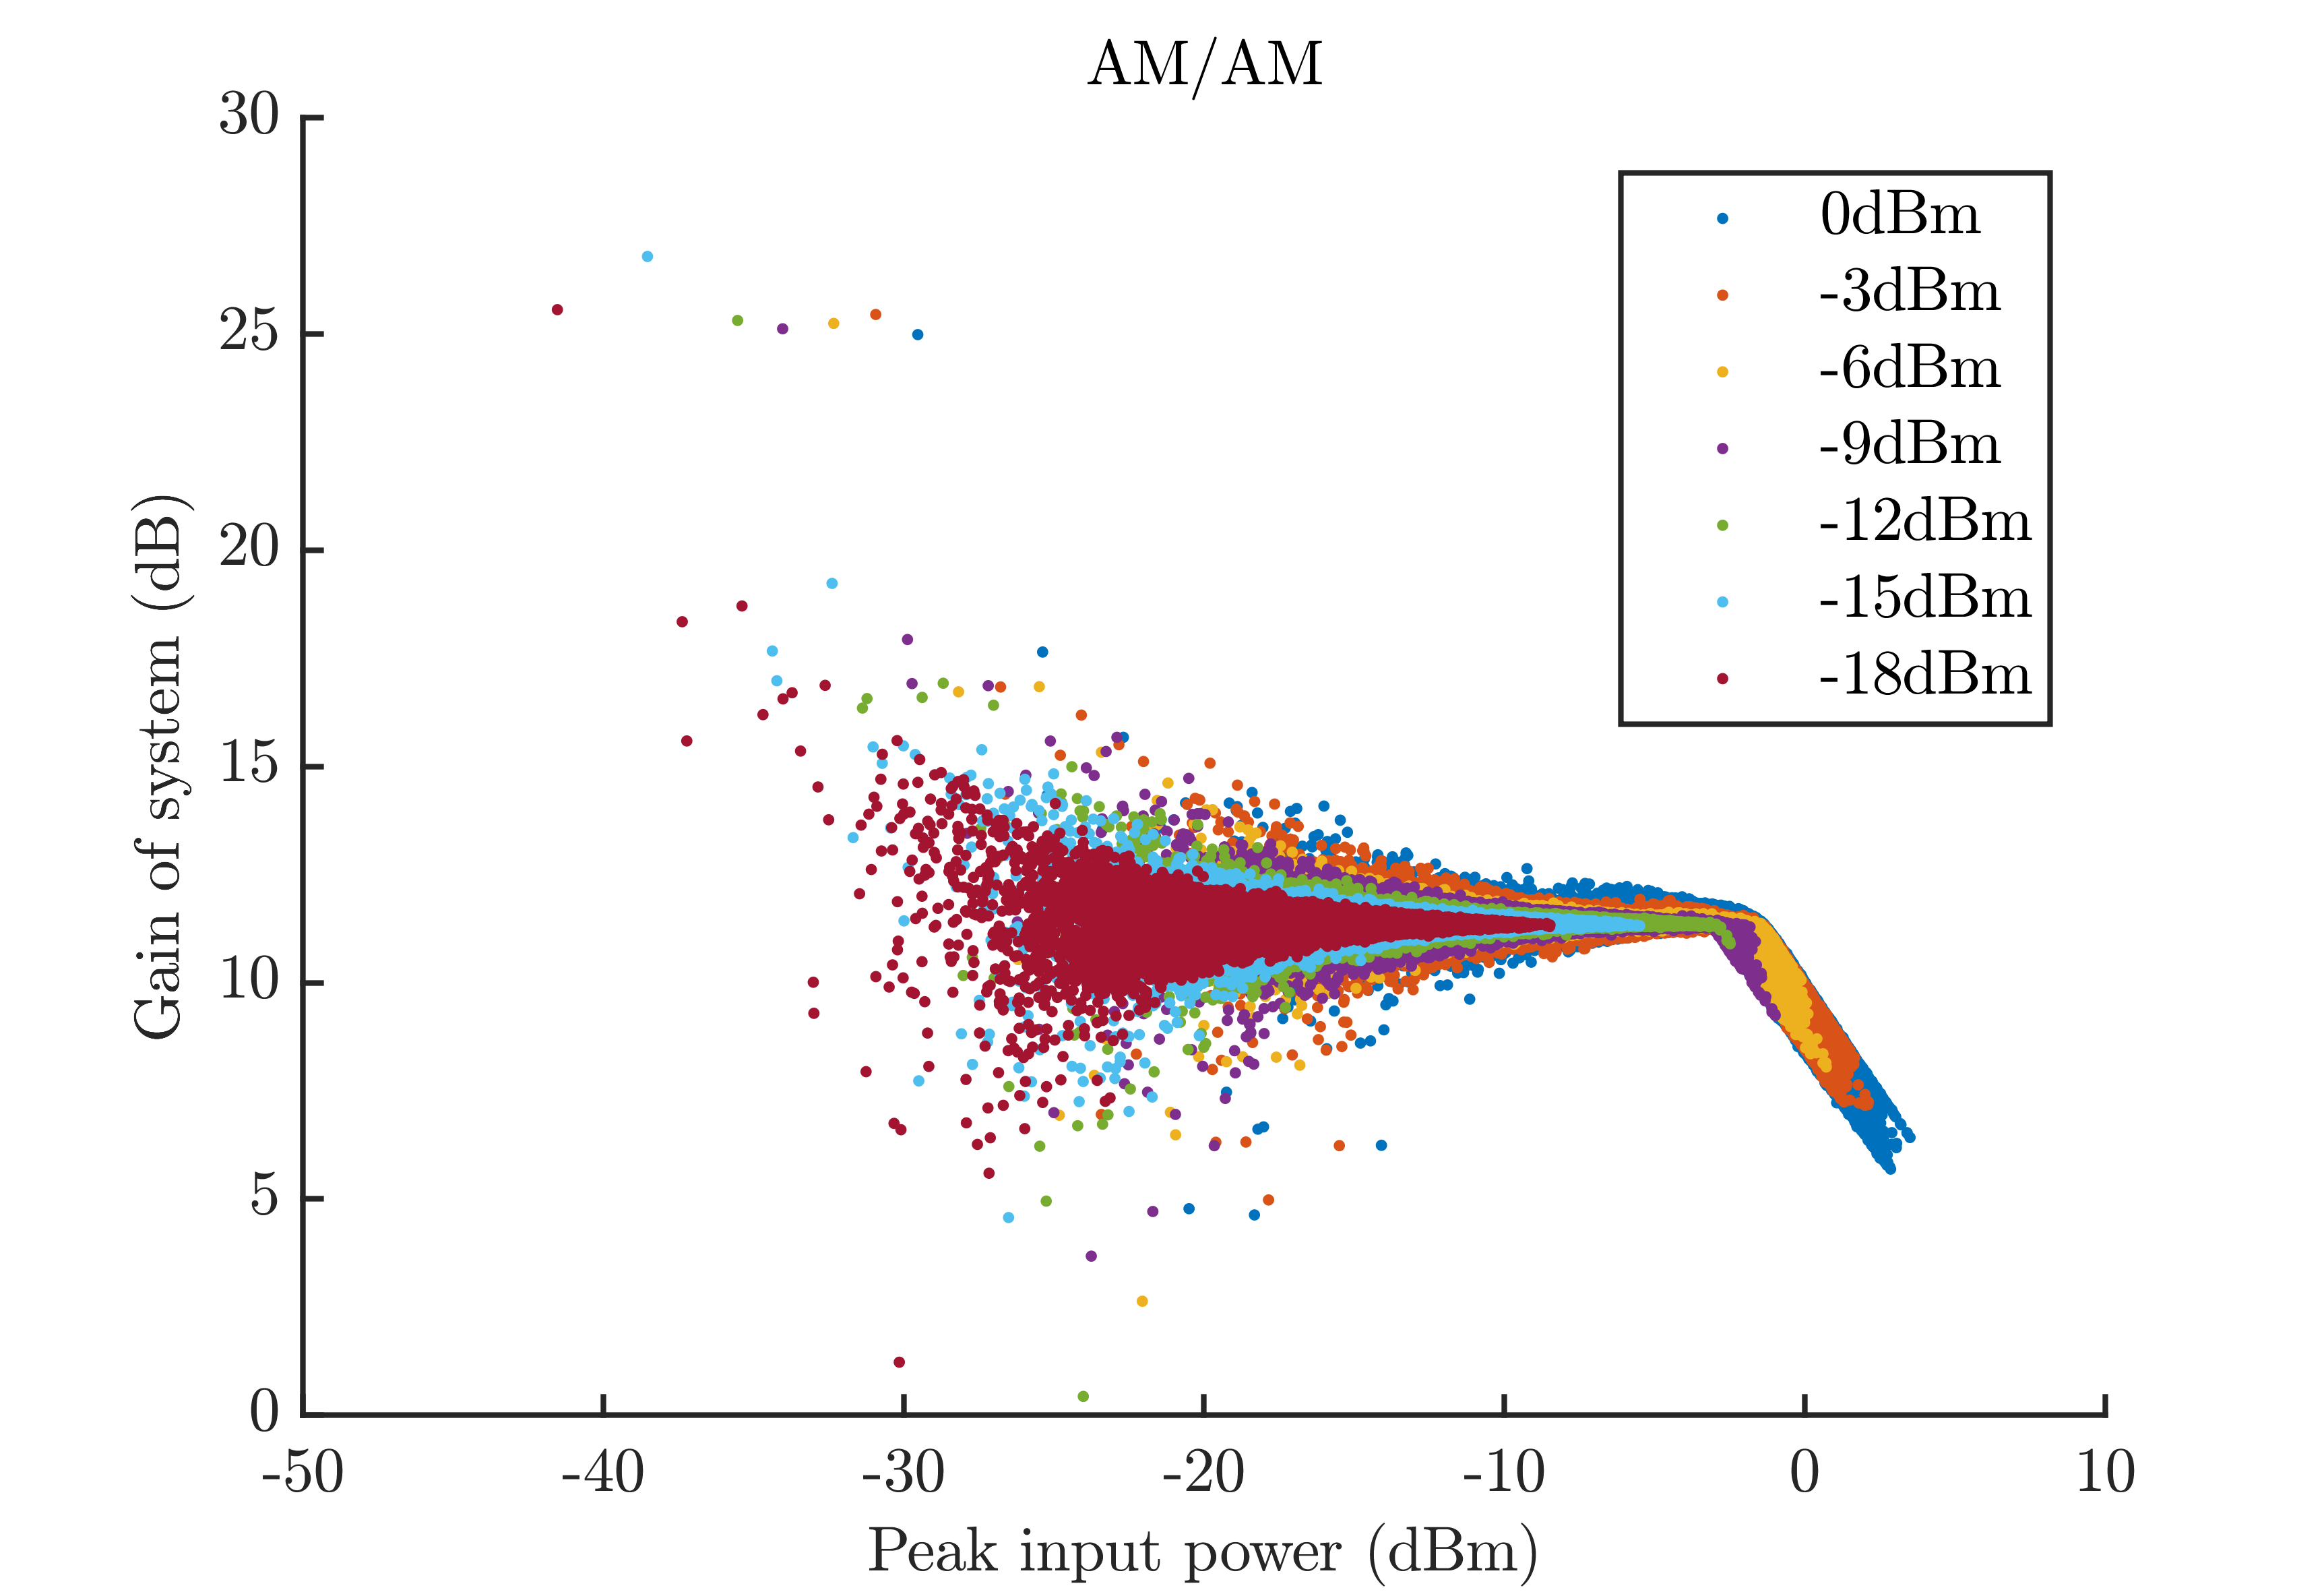 AM/AM
30
25
20
15
10
5
0
Gain of system (dB)
-50 -40 -30 -20 -10 0 10
Peak input power (dBm)
0dBm
-3dBm
-6dBm
-9dBm
-12dBm
-15dBm
-18dBm